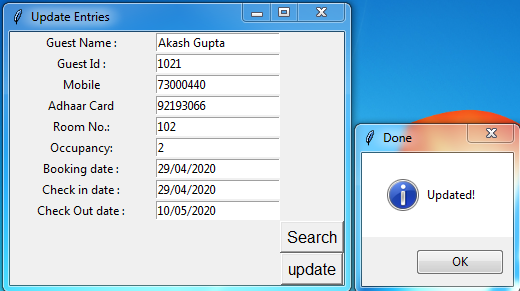 Update Entries
Guest Name : Akash Gupta
Guest Id : 1021
Mobile 73000440
Adhaar Card 92193066
Room No.: 102
Occupancy: 2
Booking date : 29/04/2020
Check in date : 29/04/2020
Check Out date : 10/05/2020
Search
update
Done
Updated!
OK